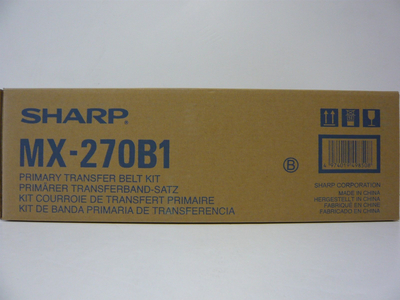 SHARP
MX-270B1
B
PRIMARY TRANSFER BELT KIT
PRIMÄRER TRANSFERBAND-SATZ
KIT COURROIE DE TRANSFERT PRIMAIRE
KIT DE BANDA PRIMARIA DE TRANSFERENCIA
SHARP CORPORATION
MADE IN CHINA
HERGESTELLT IN CHINA
FABRIQUÉ EN CHINE
FABRICADO EN CHINA